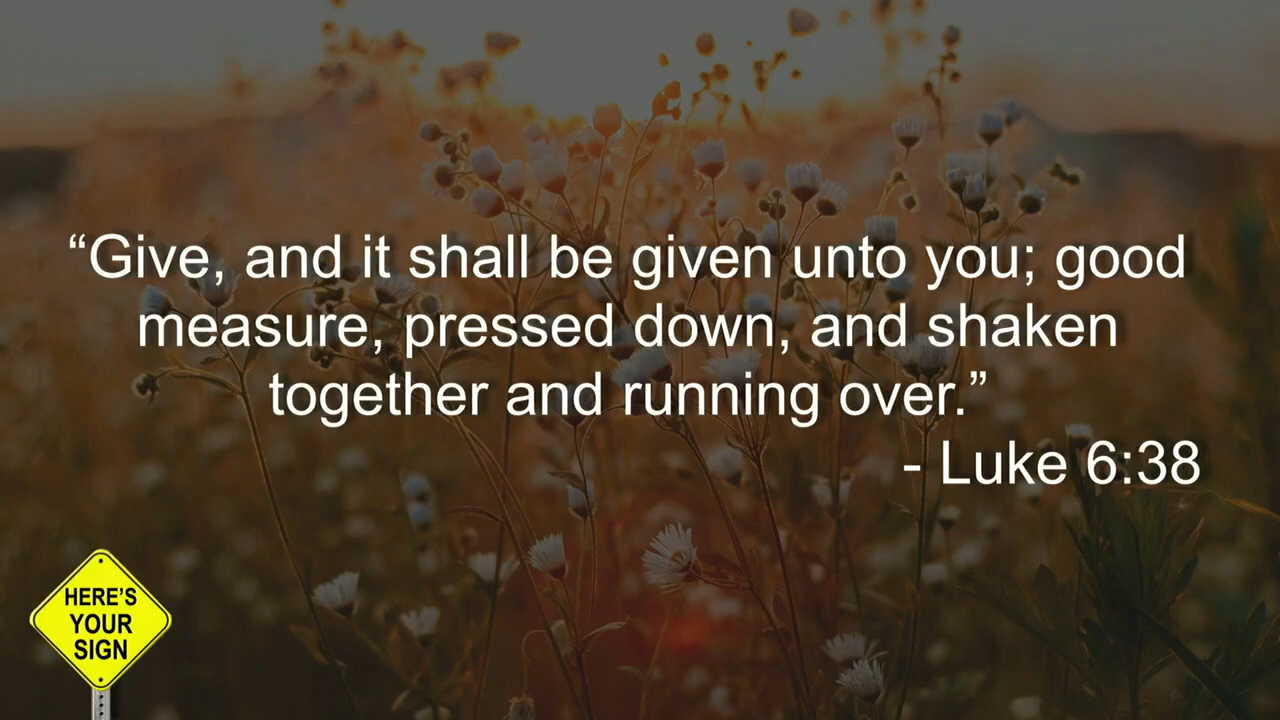 “Give, and it shall be given unto you; good
measure, pressed down, and shaken
together and running over.”
- Luke 6:38
HERE’S
YOUR
SIGN